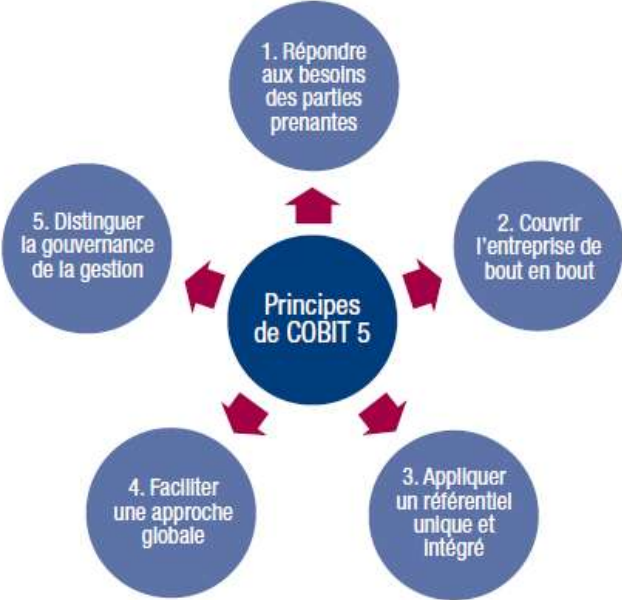 1. Répondre
aux besoins
des parties
prenantes
2. Couvrir
l'entreprise de
bout en bout
3. Appliquer
un référentiel
unique et
intégré
4. Faciliter
une approche
globale
5. Distinguer
la gouvernance
de la gestion
Principes
de COBIT 5